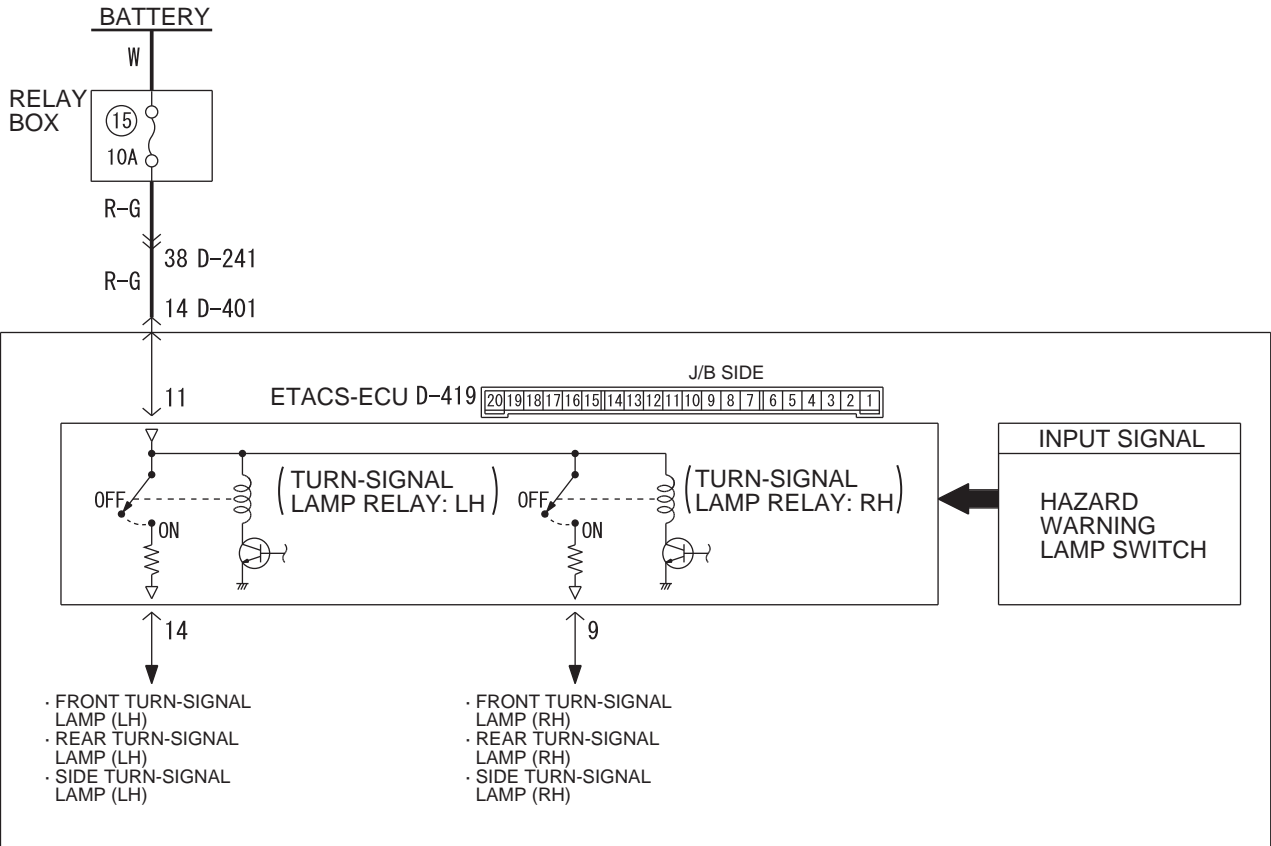 BATTERY
W
RELAY
BOX
15
10A
R-G
38 D-241
R-G
14 D-401
J/B SIDE
11
ETACS-ECU D-419
20 19 18 17 16 15 14 13 12 11 10 9 8 7 6 5 4 3 2 1
INPUT SIGNAL
HAZARD
WARNING
LAMP SWITCH
OFF
ON
(TURN-SIGNAL
LAMP RELAY: LH)
OFF
ON
(TURN-SIGNAL
LAMP RELAY: RH)
14
9
· FRONT TURN-SIGNAL
LAMP (LH)
· REAR TURN-SIGNAL
LAMP (LH)
· SIDE TURN-SIGNAL
LAMP (LH)
· FRONT TURN-SIGNAL
LAMP (RH)
· REAR TURN-SIGNAL
LAMP (RH)
· SIDE TURN-SIGNAL
LAMP (RH)